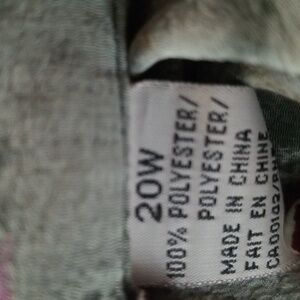 20W
100% POLYESTER/
POLYESTER/
MADE IN CHINA
FAIT EN CHINE